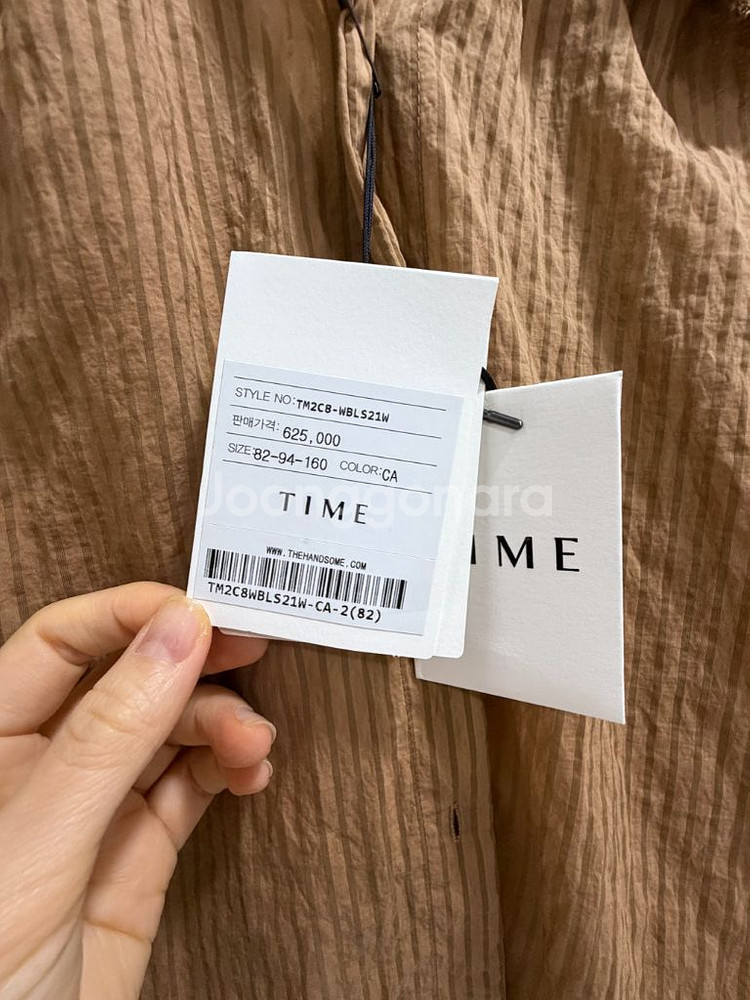 STYLE NO:TM2C8-WBLS21W
판매가격: 625,000
SIZE:82-94-160 COLOR:CA
TIME
WWW.THEHANDSOME.COM
TM2C8WBLS21W-CA-2(82)
IME
Joonggonara